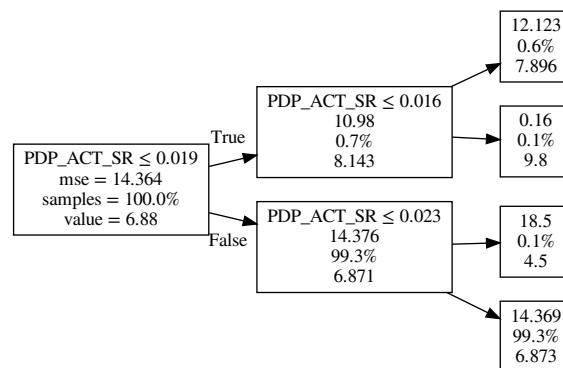 PDP_ACT_SR ≤ 0.019
mse = 14.364
samples = 100.0%
value = 6.88
True
False
PDP_ACT_SR ≤ 0.016
10.98
0.7%
8.143
PDP_ACT_SR ≤ 0.023
14.376
99.3%
6.871
12.123
0.6%
7.896
0.16
0.1%
9.8
18.5
0.1%
4.5
14.369
99.3%
6.873